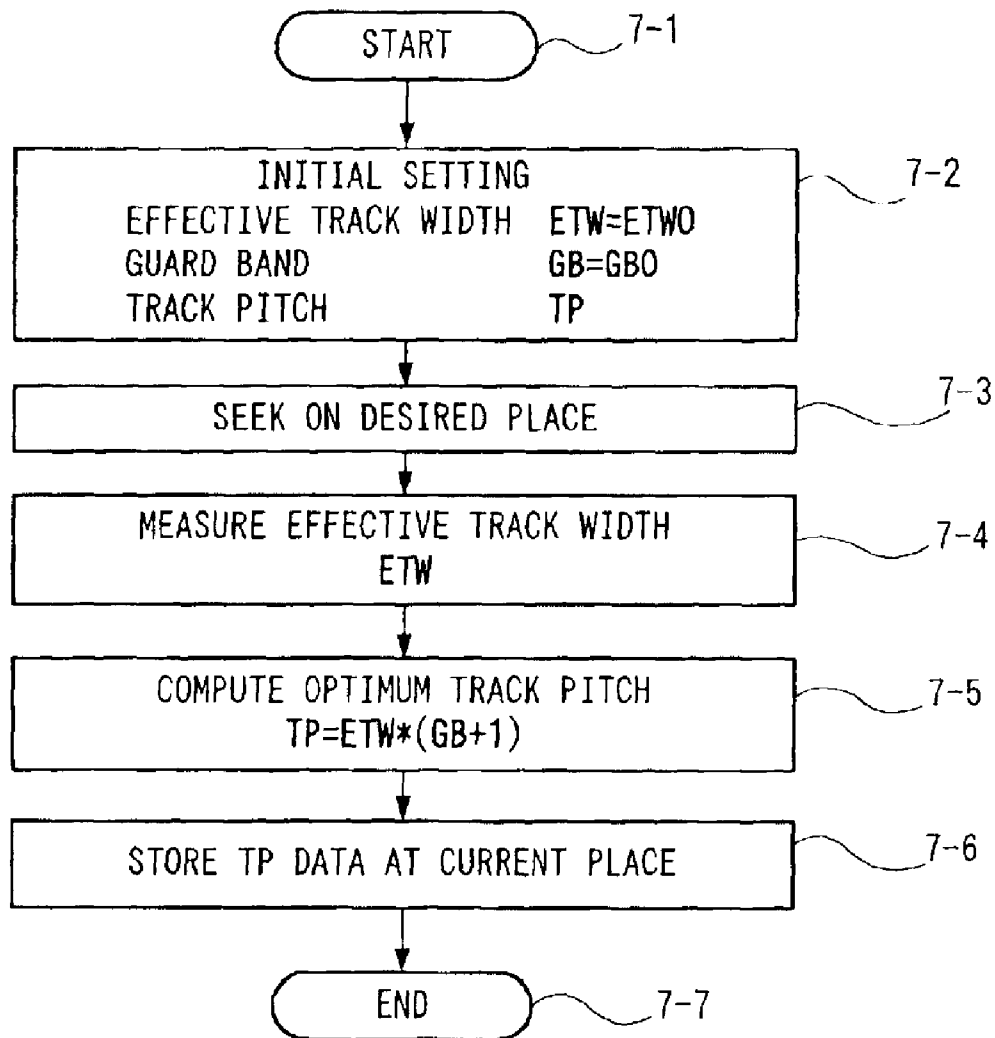 START
7-1
INITIAL SETTING
7-2
EFFECTIVE TRACK WIDTH ETW=ETW0
GUARD BAND GB=GB0
TRACK PITCH TP
SEEK ON DESIRED PLACE
7-3
MEASURE EFFECTIVE TRACK WIDTH
ETW
7-4
COMPUTE OPTIMUM TRACK PITCH
TP=ETW*(GB+1)
7-5
STORE TP DATA AT CURRENT PLACE
7-6
END
7-7